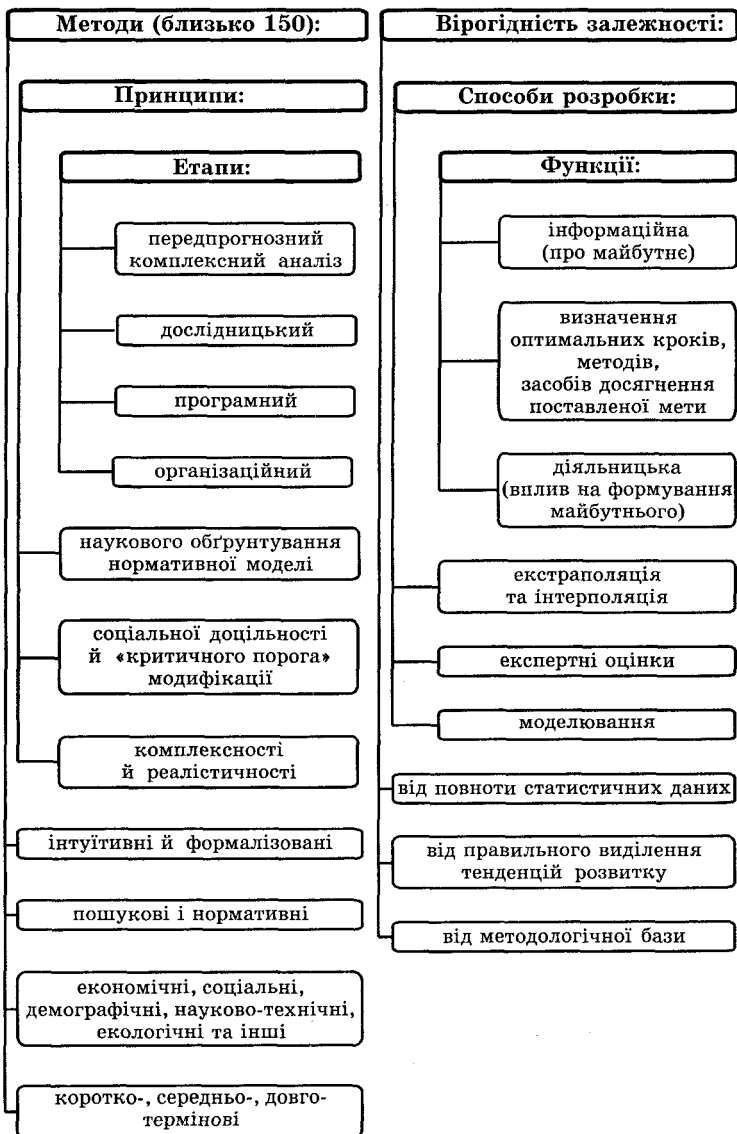 Методи (близько 150):
Принципи:
Етапи:
передпрогнозний
комплексний аналіз
дослідницький
програмний
організаційний
наукового обґрунтування
нормативної моделі
соціальної доцільності
й «критичного порога»
модифікації
комплексності
й реалістичності
інтуїтивні й формалізовані
пошукові і нормативні
економічні, соціальні,
демографічні, науково-технічні,
екологічні та інші
коротко-, середньо-, довго-
термінові
Вірогідність залежності:
Способи розробки:
Функції:
інформаційна
(про майбутнє)
визначення
оптимальних кроків,
методів,
засобів досягнення
поставленої мети
діяльницька
(вплив на формування
майбутнього)
екстраполяція
та інтерполяція
експертні оцінки
моделювання
від повноти статистичних даних
від правильного виділення
тенденцій розвитку
від методологічної бази